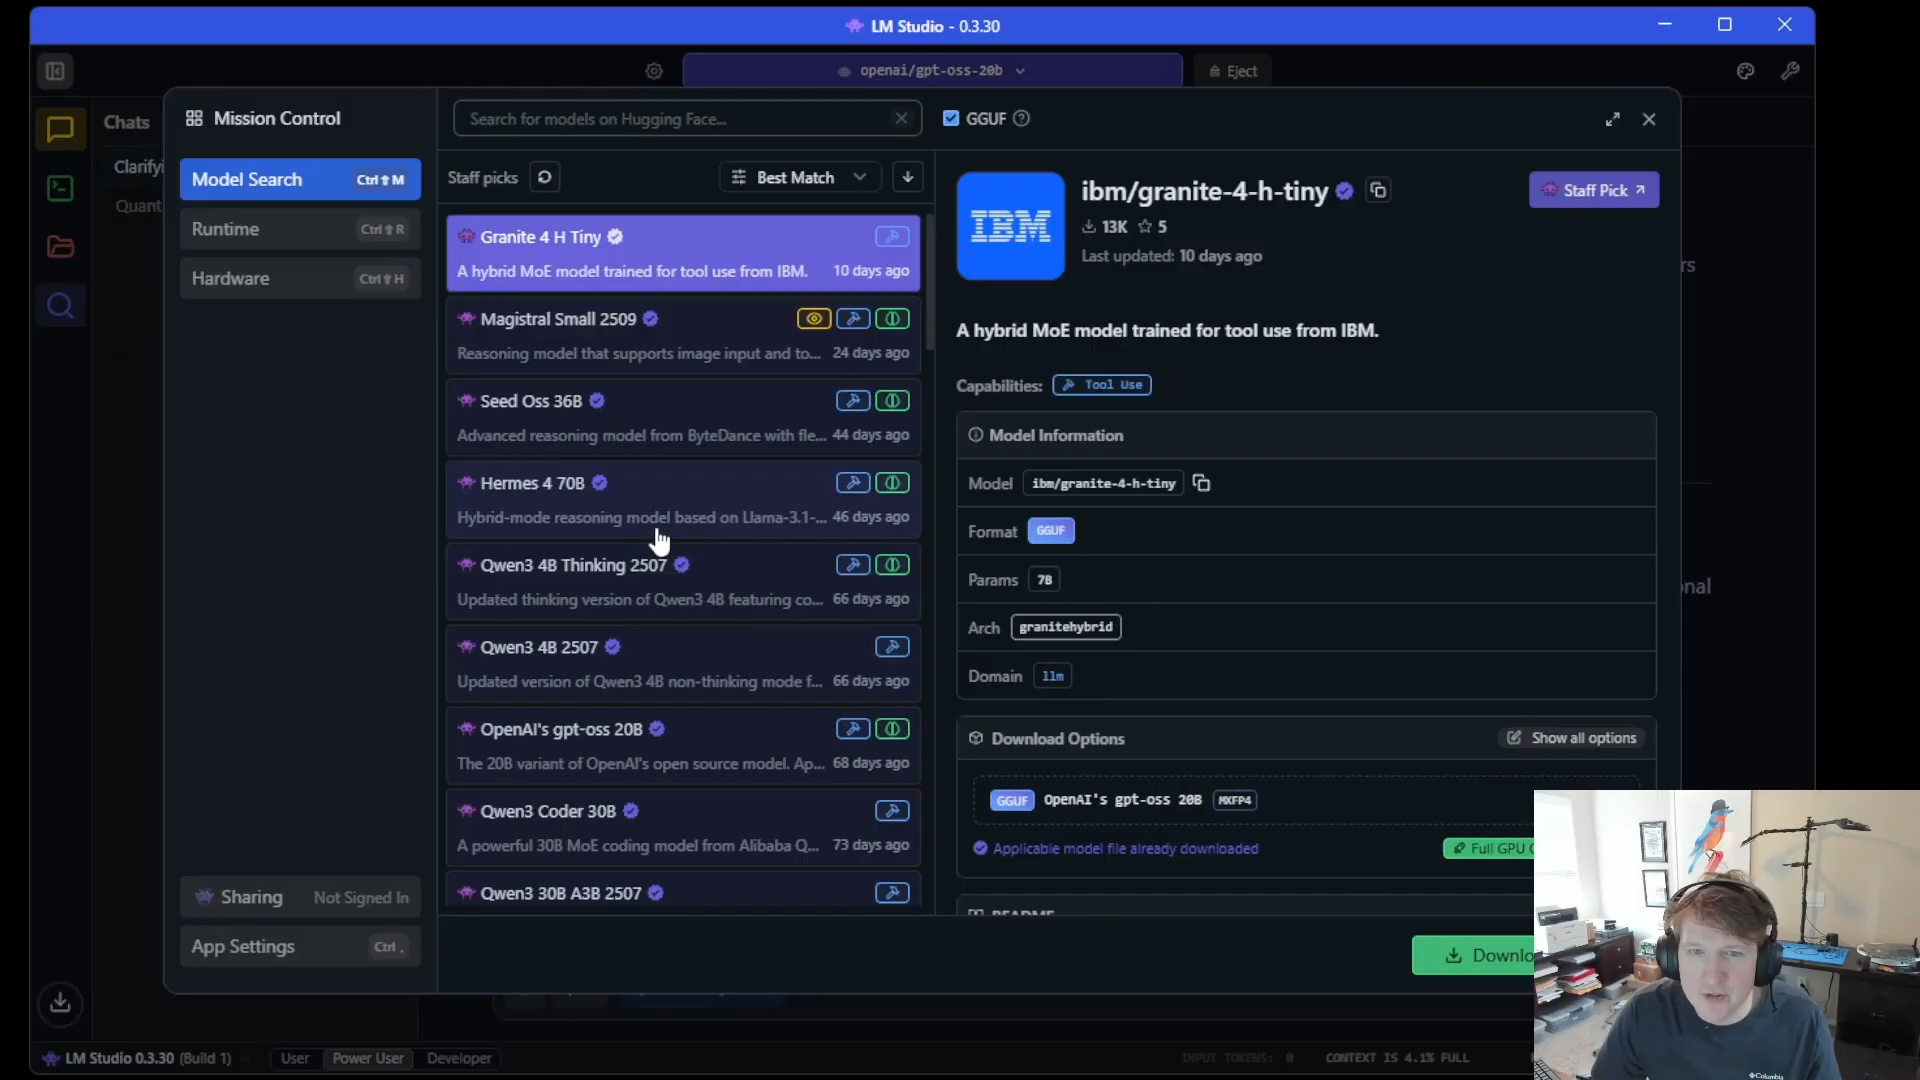 LM Studio - 0.3.30
openai/gpt-oss-20b
Eject
Chats
Clarifyi
Quant
Mission Control
Model Search Ctrl⇧M
Runtime Ctrl⇧R
Hardware Ctrl⇧H
Sharing Not Signed In
App Settings Ctrl .
Search for models on Hugging Face...
GGUF
Staff picks
Best Match
Granite 4 H Tiny
A hybrid MoE model trained for tool use from IBM. 10 days ago
Magistral Small 2509
Reasoning model that supports image input and to... 24 days ago
Seed Oss 36B
Advanced reasoning model from ByteDance with fle... 44 days ago
Hermes 4 70B
Hybrid-mode reasoning model based on Llama-3.1-... 46 days ago
Qwen3 4B Thinking 2507
Updated thinking version of Qwen3 4B featuring co... 66 days ago
Qwen3 4B 2507
Updated version of Qwen3 4B non-thinking mode f... 66 days ago
OpenAI's gpt-oss 20B
The 20B variant of OpenAI's open source model. Ap... 68 days ago
Qwen3 Coder 30B
A powerful 30B MoE coding model from Alibaba Q... 73 days ago
Qwen3 30B A3B 2507
IBM
ibm/granite-4-h-tiny
Staff Pick
13K 5
Last updated: 10 days ago
A hybrid MoE model trained for tool use from IBM.
Capabilities: Tool Use
Model Information
Model ibm/granite-4-h-tiny
Format GGUF
Params 7B
Arch granitehybrid
Domain llm
Download Options
Show all options
GGUF OpenAI's gpt-oss 20B MXFP4
Applicable model file already downloaded
Full GPU
README
Downlo
rs
nal
LM Studio 0.3.30 (Build 1)
User Power User Developer
INPUT TOKENS: 0
CONTEXT IS 4.1% FULL
Columbia